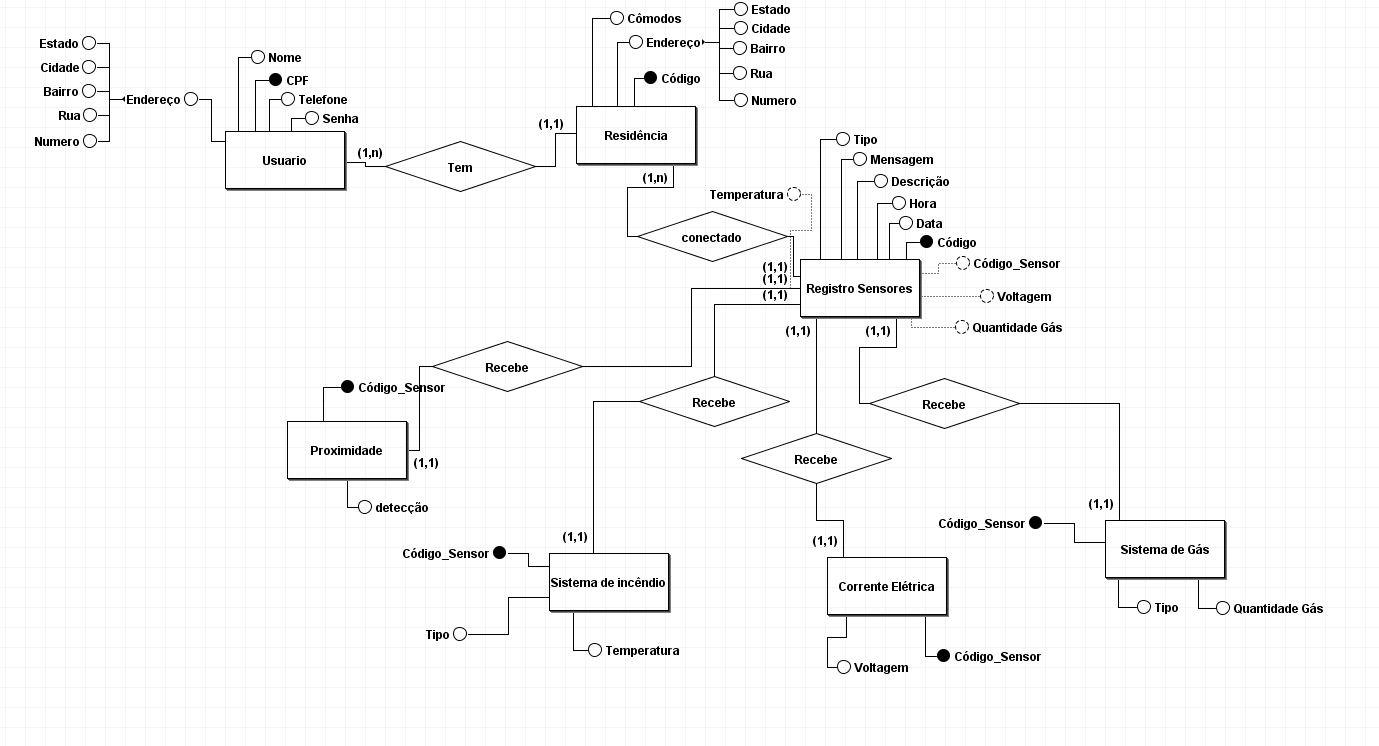 Estado
Cidade
Bairro
Rua
Numero
Endereço
Nome
CPF
Telefone
Senha
Usuario
(1,n)
Tem
(1,1)
Cômodos
Endereço
Código
Estado
Cidade
Bairro
Rua
Numero
Residência
(1,n)
conectado
Temperatura
Tipo
Mensagem
Descrição
Hora
Data
Código
Código_Sensor
Voltagem
Quantidade Gás
Registro Sensores
(1,1)
(1,1)
(1,1)
(1,1)
(1,1)
Recebe
Recebe
Recebe
Recebe
Código_Sensor
Proximidade
(1,1)
detecção
(1,1)
Código_Sensor
Sistema de incéndio
Tipo
Temperatura
(1,1)
Corrente Elétrica
Voltagem
Código_Sensor
(1,1)
Código_Sensor
Sistema de Gás
Tipo
Quantidade Gás